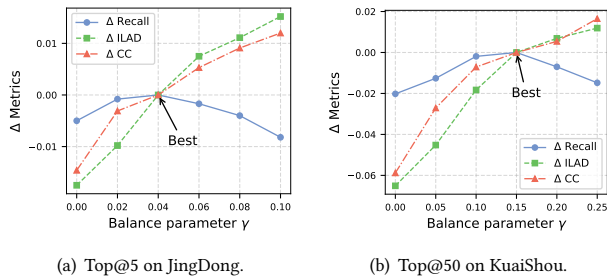 Δ Recall
Δ ILAD
Δ CC
0.01
0.00
−0.01
Δ Metrics
Best
0.00 0.02 0.04 0.06 0.08 0.10
Balance parameter γ
(a) Top@5 on JingDong.
0.02
0.00
−0.02
−0.04
−0.06
Δ Metrics
Best
Δ Recall
Δ ILAD
Δ CC
0.00 0.05 0.10 0.15 0.20 0.25
Balance parameter γ
(b) Top@50 on KuaiShou.